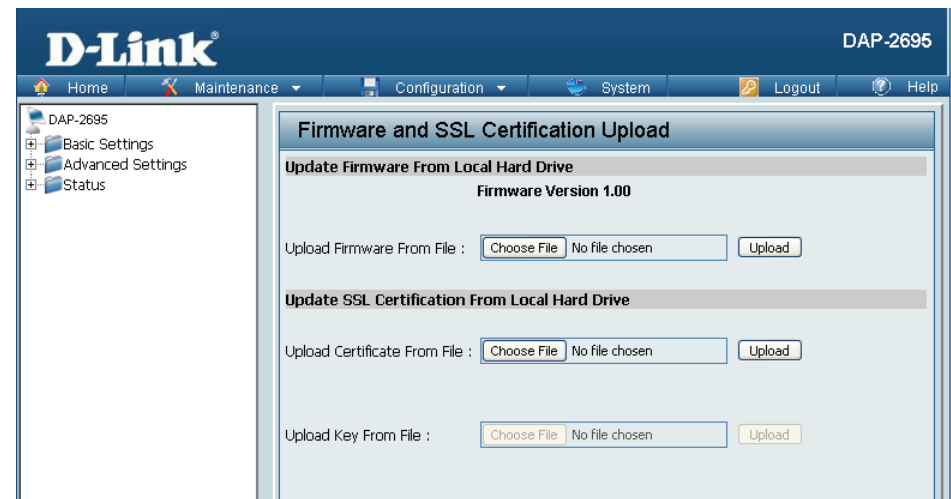 D-Link®
DAP-2695
Home Maintenance Configuration System Logout Help
DAP-2695
Basic Settings
Advanced Settings
Status
Firmware and SSL Certification Upload
Update Firmware From Local Hard Drive
Firmware Version 1.00
Upload Firmware From File : Choose File No file chosen Upload
Update SSL Certification From Local Hard Drive
Upload Certificate From File : Choose File No file chosen Upload
Upload Key From File : Choose File No file chosen Upload